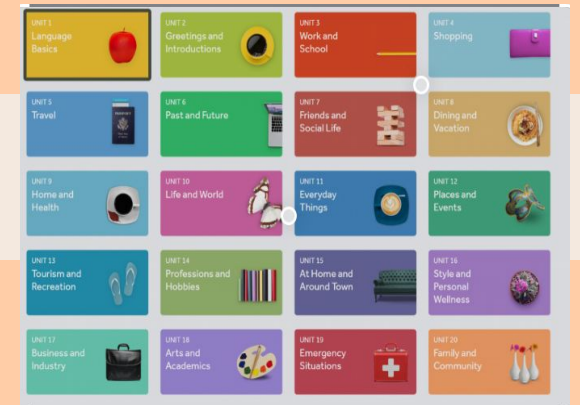 UNIT 1
Language
Basics
UNIT 2
Greetings and
Introductions
UNIT 3
Work and
School
UNIT 4
Shopping
UNIT 5
Travel
UNIT 6
Past and Future
UNIT 7
Friends and
Social Life
UNIT 8
Dining and
Vacation
UNIT 9
Home and
Health
UNIT 10
Life and World
UNIT 11
Everyday
Things
UNIT 12
Places and
Events
UNIT 13
Tourism and
Recreation
UNIT 14
Professions and
Hobbies
UNIT 15
At Home and
Around Town
UNIT 16
Style and
Personal
Wellness
UNIT 17
Business and
Industry
UNIT 18
Arts and
Academics
UNIT 19
Emergency
Situations
UNIT 20
Family and
Community